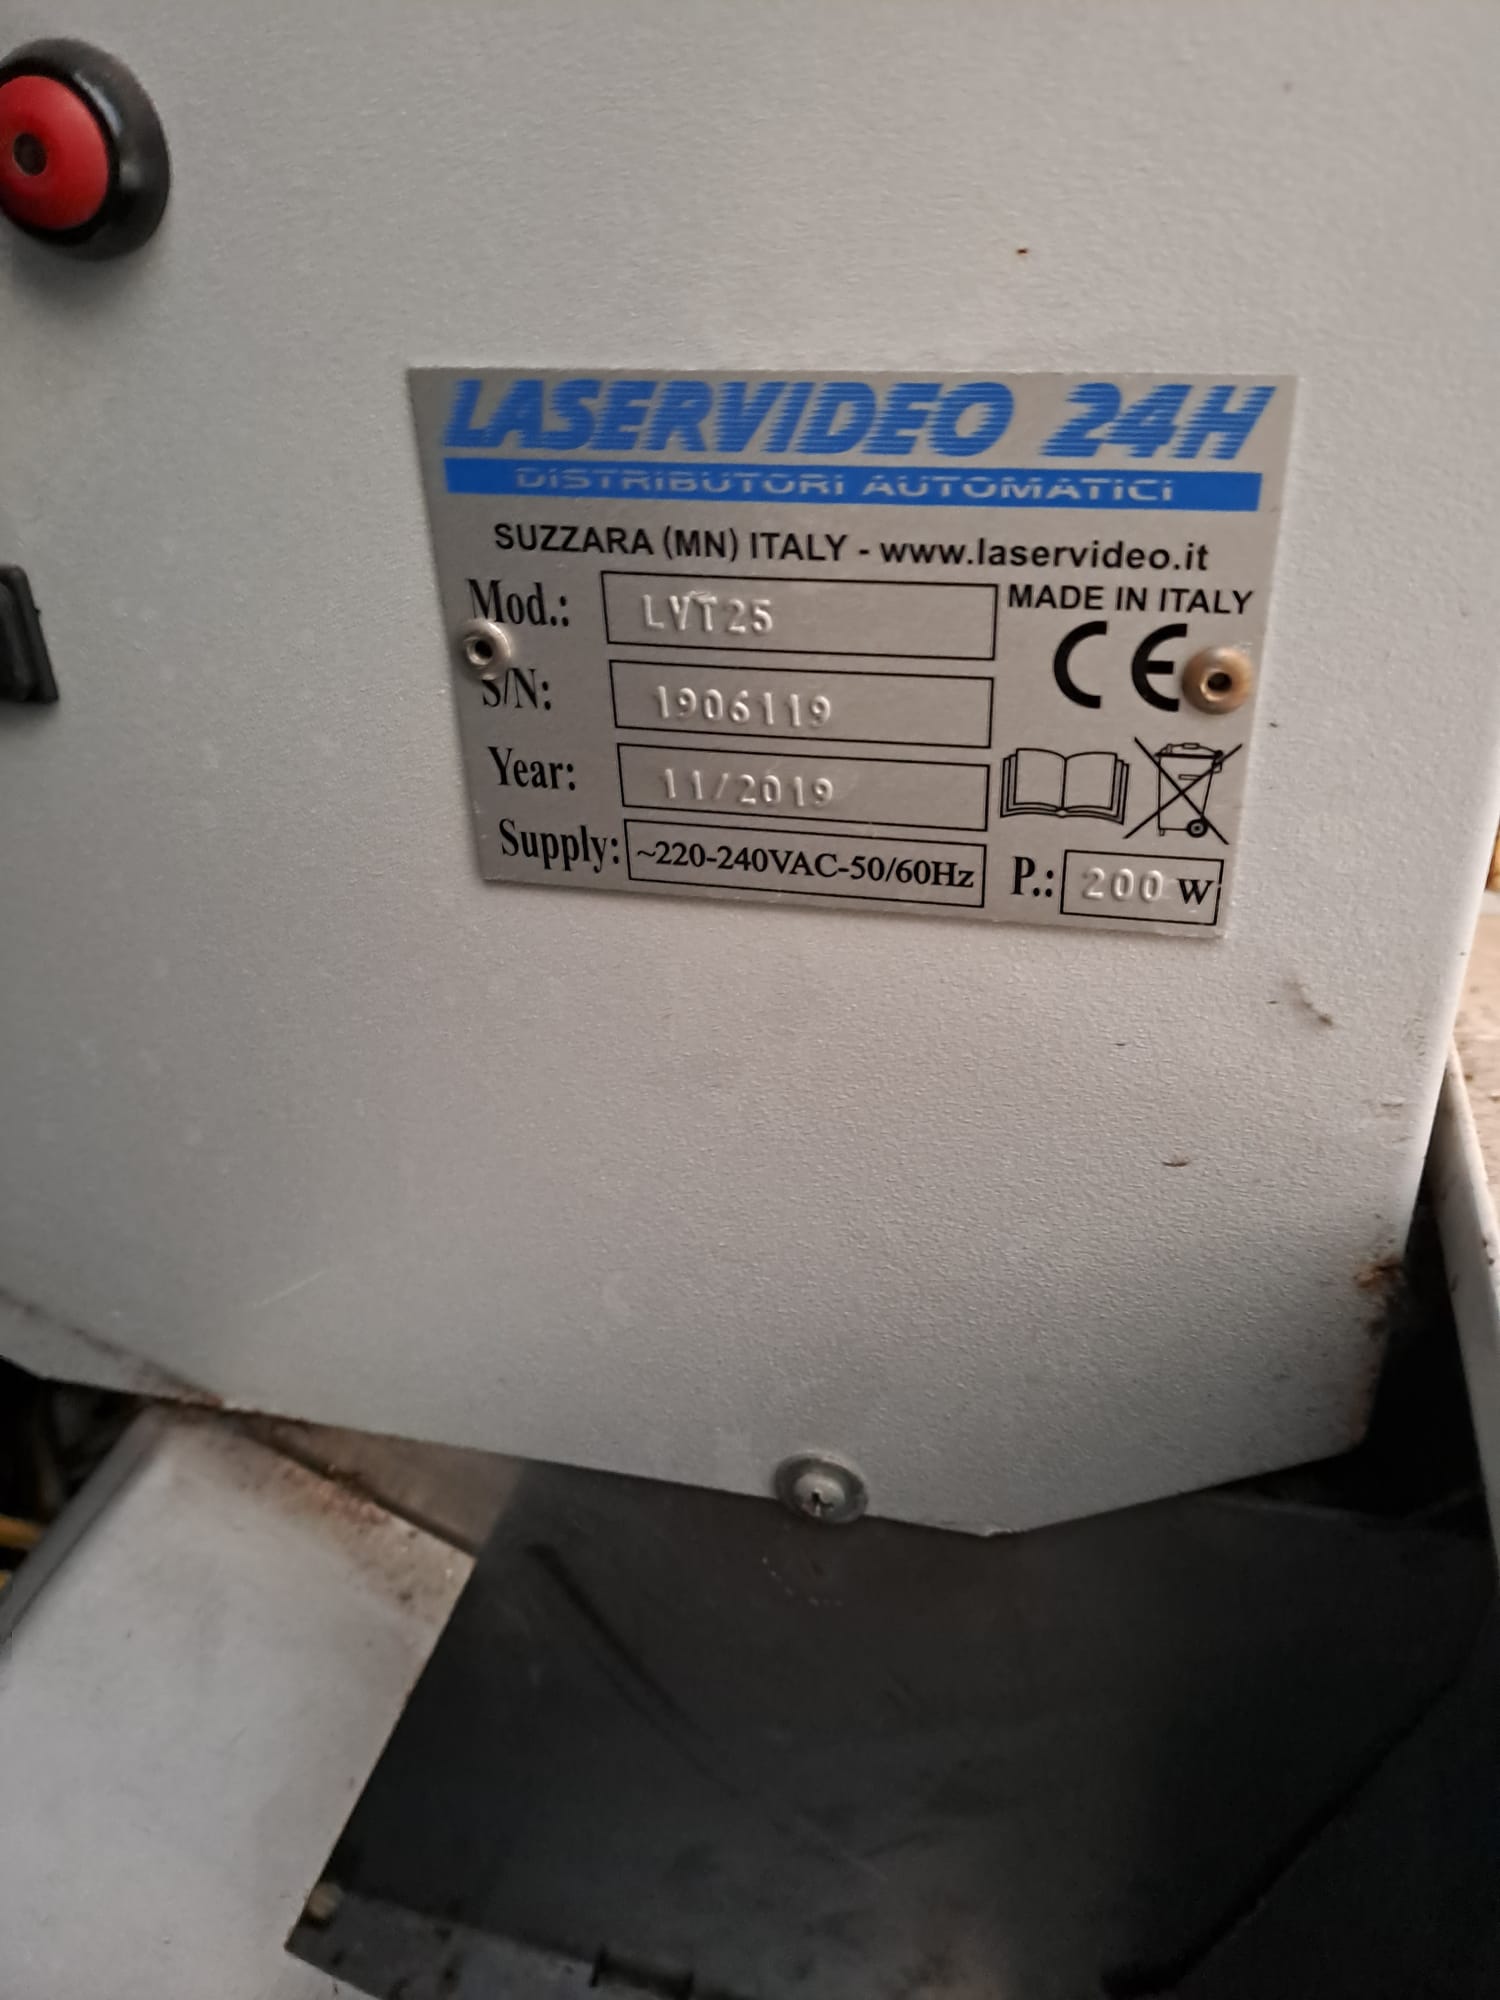 LASERVIDEO 24H
DISTRIBUTORI AUTOMATICI
SUZZARA (MN) ITALY - www.laservideo.it
Mod.: LVT25
MADE IN ITALY
CE
S/N: 1906119
Year: 11/2019
Supply: ~220-240VAC-50/60Hz P.: 200 W